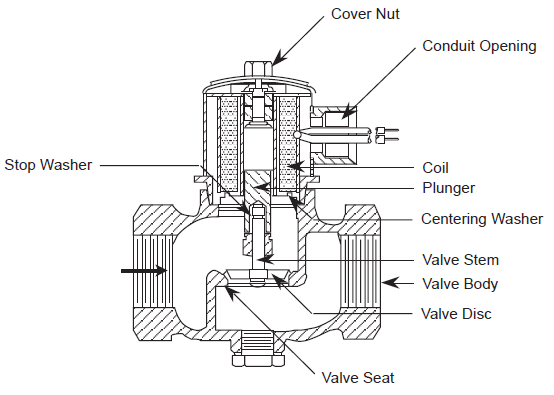 Cover Nut
Conduit Opening
Stop Washer
Coil
Plunger
Centering Washer
Valve Stem
Valve Body
Valve Disc
Valve Seat